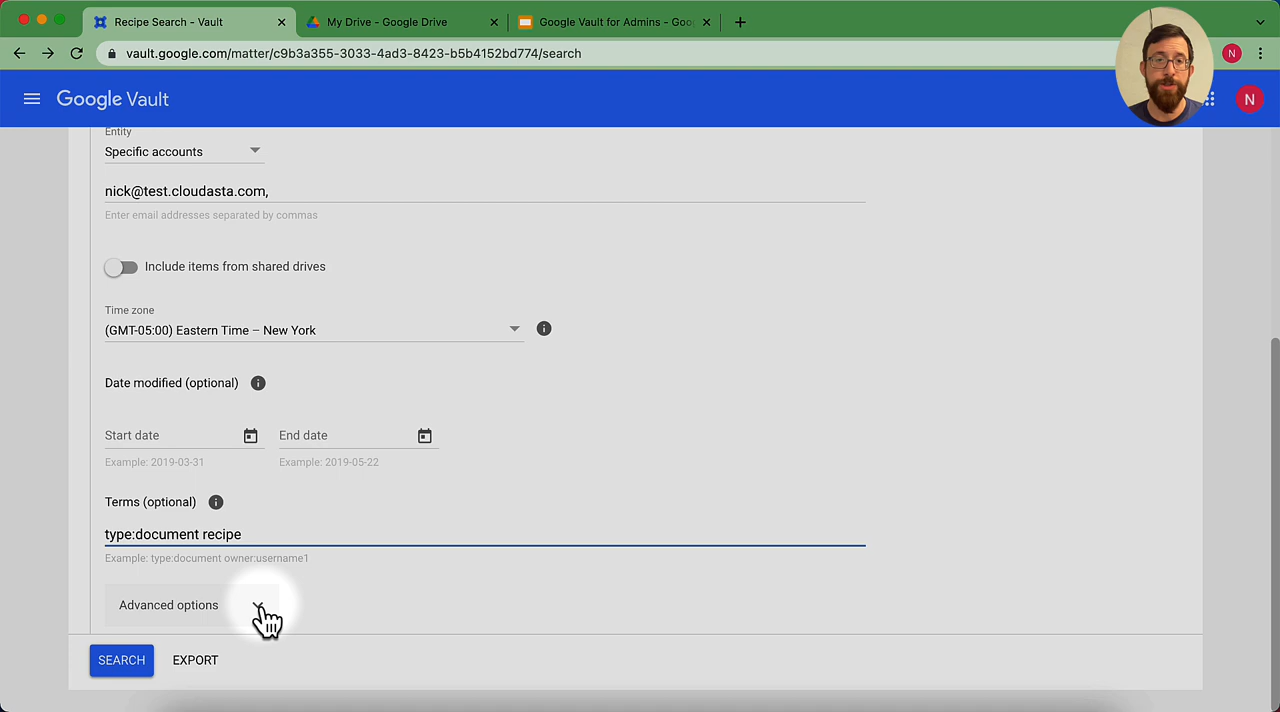 Recipe Search - Vault
My Drive - Google Drive
Google Vault for Admins - Goo
vault.google.com/matter/c9b3a355-3033-4ad3-8423-b5b4152bd774/search
N
Google Vault
N
Entity
Specific accounts
nick@test.cloudasta.com,
Enter email addresses separated by commas
Include items from shared drives
Time zone
(GMT-05:00) Eastern Time – New York
Date modified (optional)
Start date
End date
Example: 2019-03-31
Example: 2019-05-22
Terms (optional)
type:document recipe
Example: type:document owner:username1
Advanced options
SEARCH
EXPORT